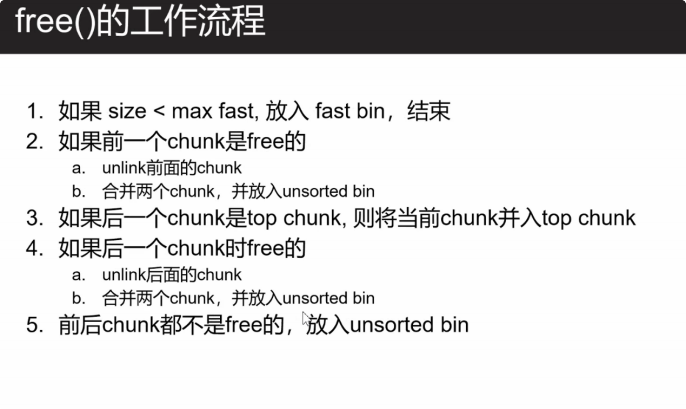 free()的工作流程
1. 如果 size < max fast, 放入 fast bin，结束
2. 如果前一个chunk是free的
a. unlink前面的chunk
b. 合并两个chunk，并放入unsorted bin
3. 如果后一个chunk是top chunk, 则将当前chunk并入top chunk
4. 如果后一个chunk时free的
a. unlink后面的chunk
b. 合并两个chunk，并放入unsorted bin
5. 前后chunk都不是free的，放入unsorted bin